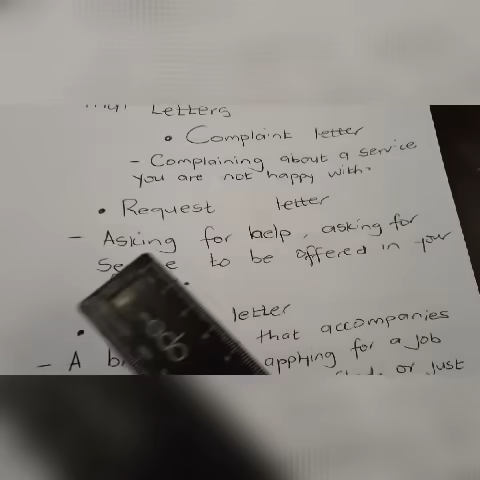 Letters
• Complaint letter
- Complaining about a service
you are not happy with.
• Request letter
- Asking for help, asking for
to be offered in your
letter
that accompanies
- A
applying for a job
or just